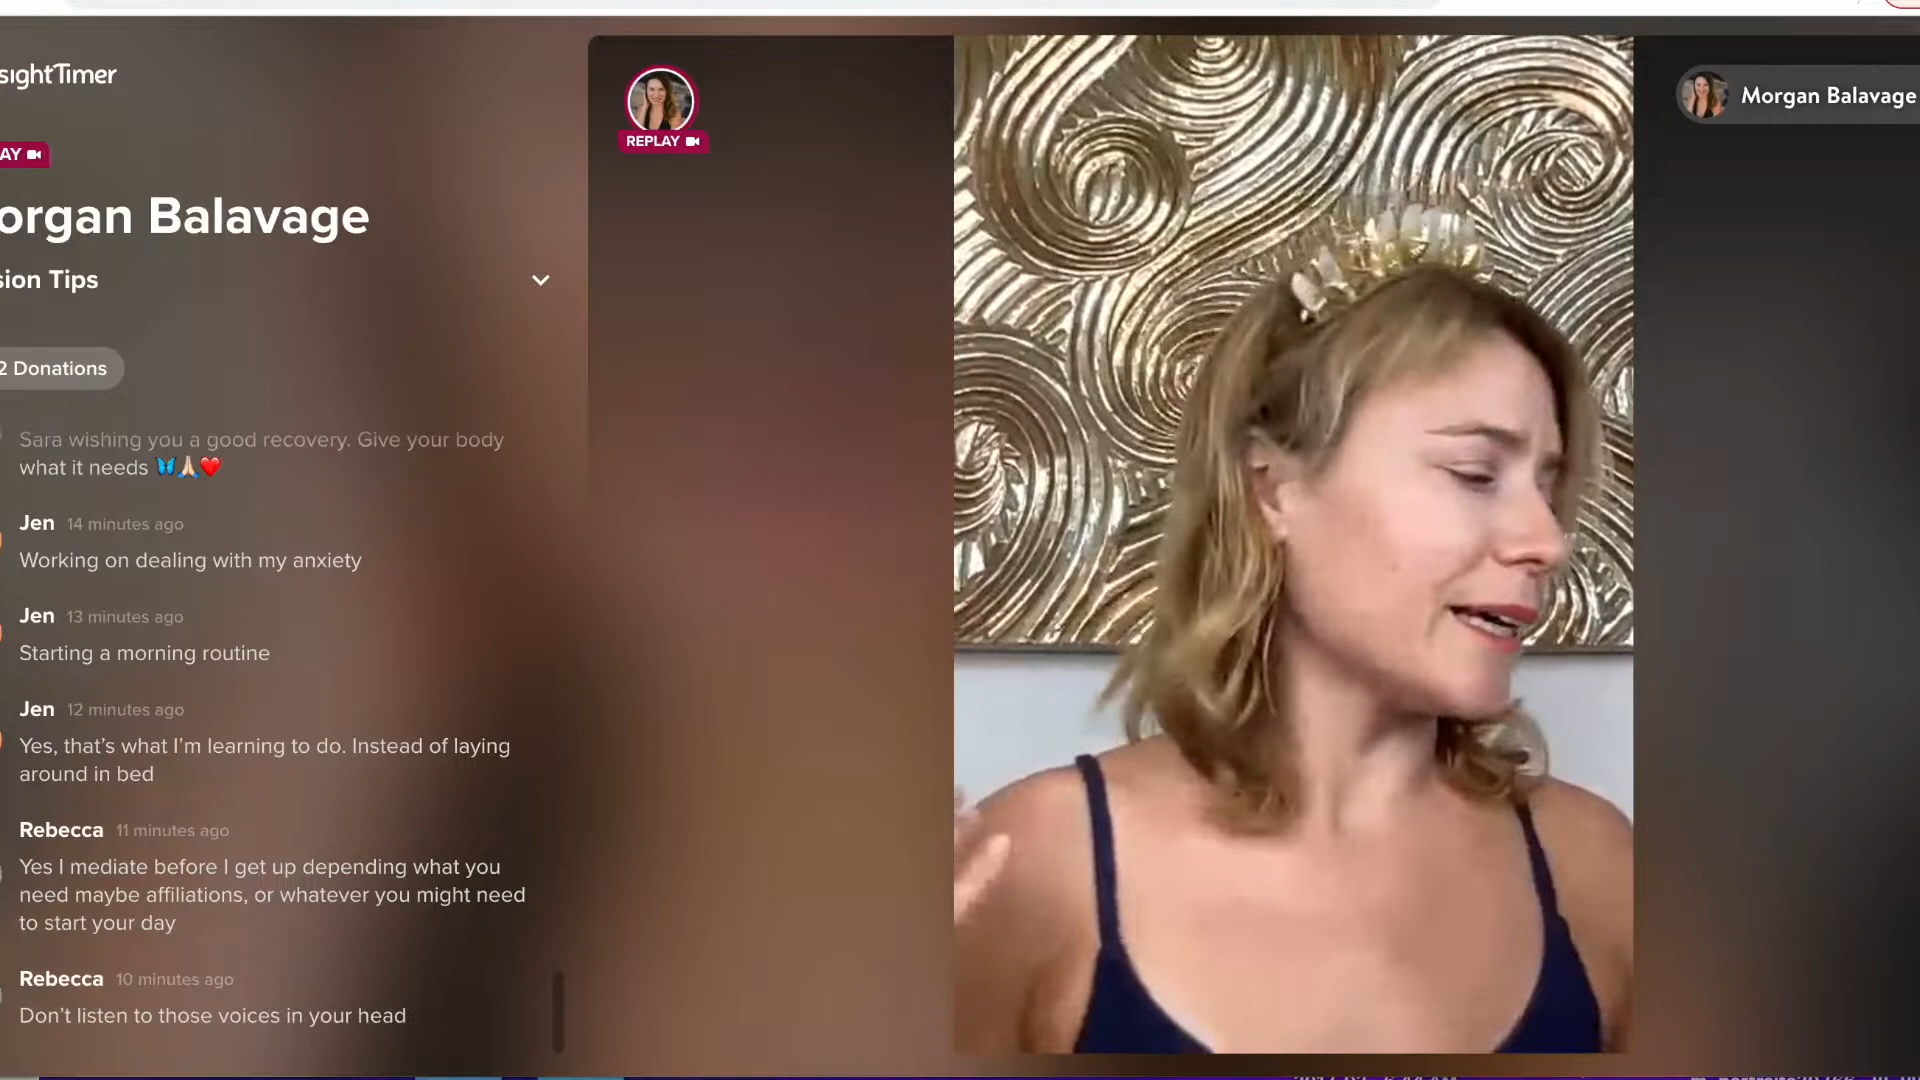 sightTimer
AY
organ Balavage
sion Tips
2 Donations
Sara wishing you a good recovery. Give your body
what it needs 🦋🙏🏻❤️
Jen 14 minutes ago
Working on dealing with my anxiety
Jen 13 minutes ago
Starting a morning routine
Jen 12 minutes ago
Yes, that’s what I’m learning to do. Instead of laying
around in bed
Rebecca 11 minutes ago
Yes I mediate before I get up depending what you
need maybe affiliations, or whatever you might need
to start your day
Rebecca 10 minutes ago
Don’t listen to those voices in your head
REPLAY
Morgan Balavage